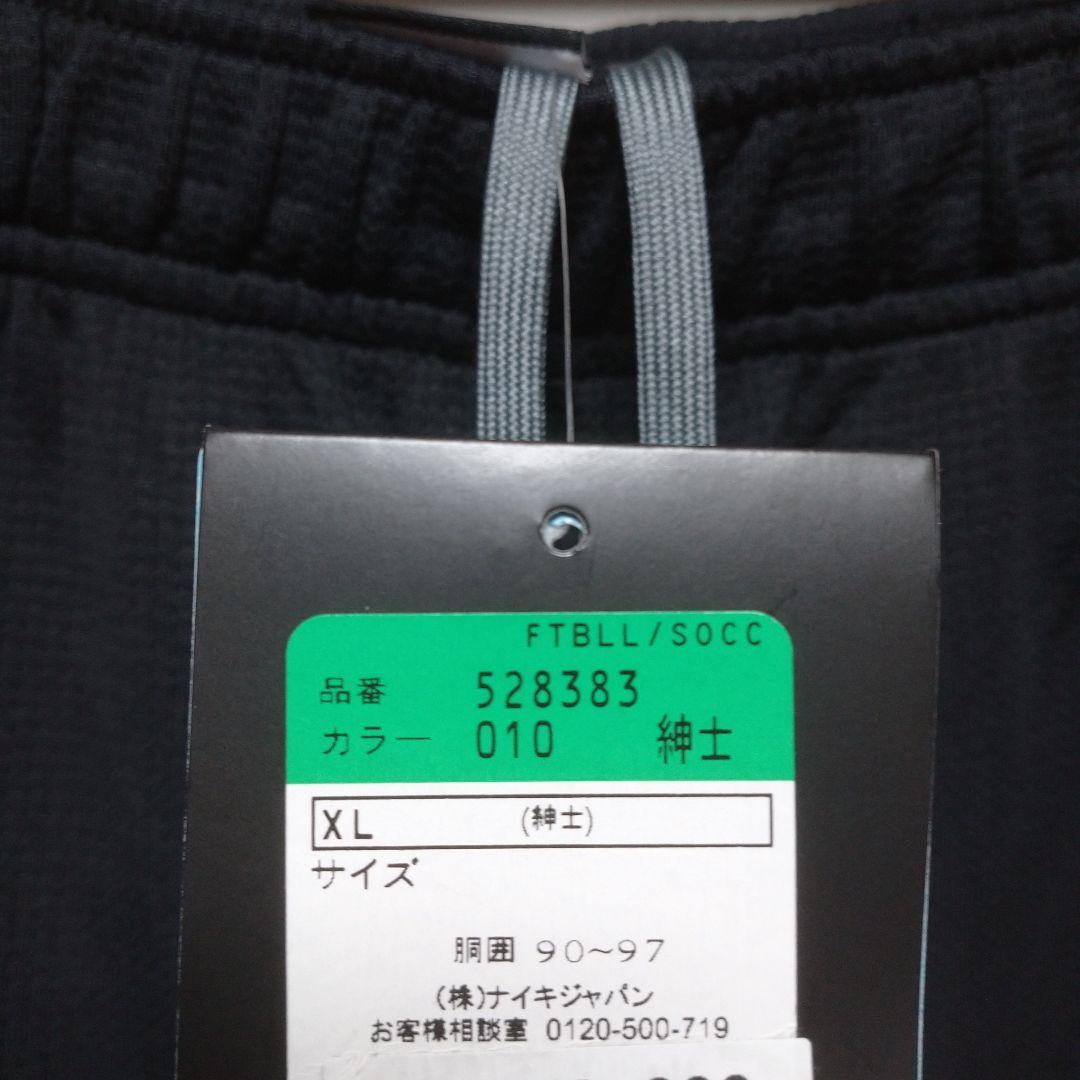 FTBLL/SOCC
品番 528383
カラー 010 紳士
XL (紳士)
サイズ
胴囲 90~97
(株)ナイキジャパン
お客様相談室 0120-500-719